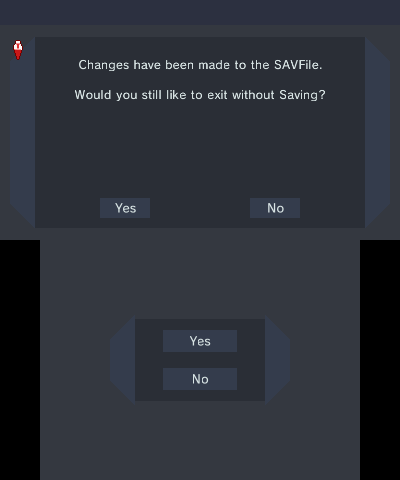 Changes have been made to the SAVFile.
Would you still like to exit without Saving?
Yes No
Yes
No